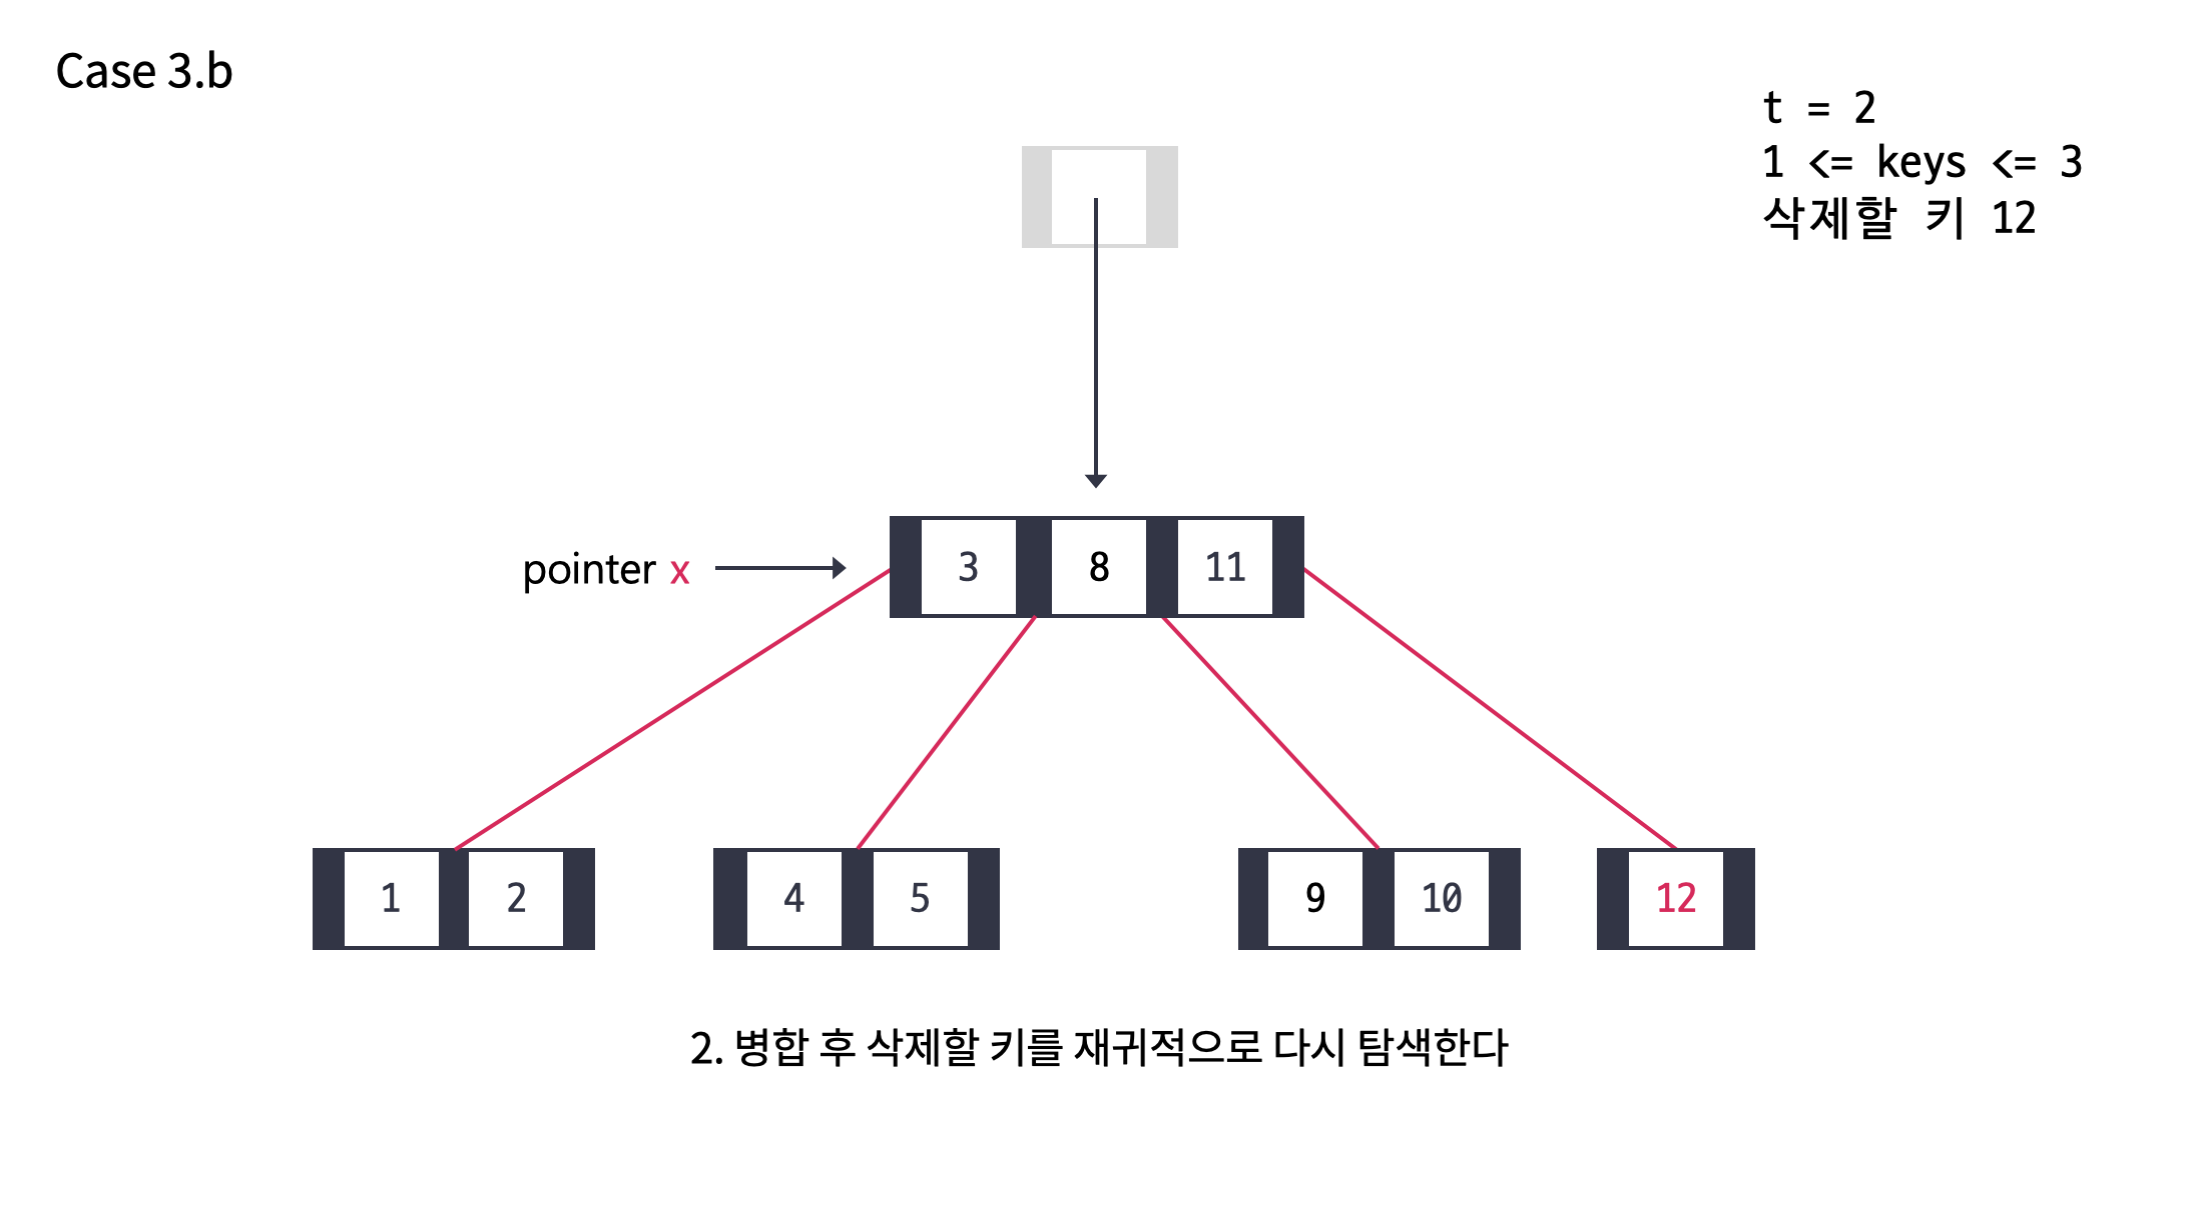 Case 3.b
t = 2
1 <= keys <= 3
삭제할 키 12
pointer x
3 8 11
1 2 4 5 9 10 12
2. 병합 후 삭제할 키를 재귀적으로 다시 탐색한다